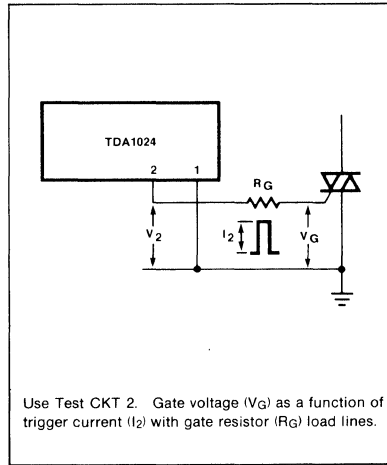 TDA1024
2 1
RG
V2
I2
VG
Use Test CKT 2. Gate voltage (VG) as a function of
trigger current (I2) with gate resistor (RG) load lines.